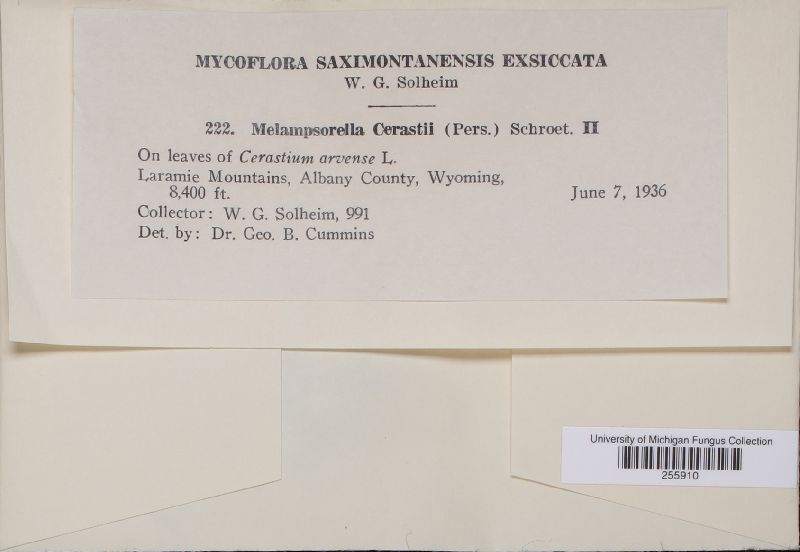 MYCOFLORA SAXIMONTANENSIS EXSICCATA
W. G. Solheim
222. Melampsorella Cerastii (Pers.) Schroet. II
On leaves of Cerastium arvense L.
Laramie Mountains, Albany County, Wyoming,
8,400 ft. June 7, 1936
Collector: W. G. Solheim, 991
Det. by: Dr. Geo. B. Cummins
University of Michigan Fungus Collection
255910